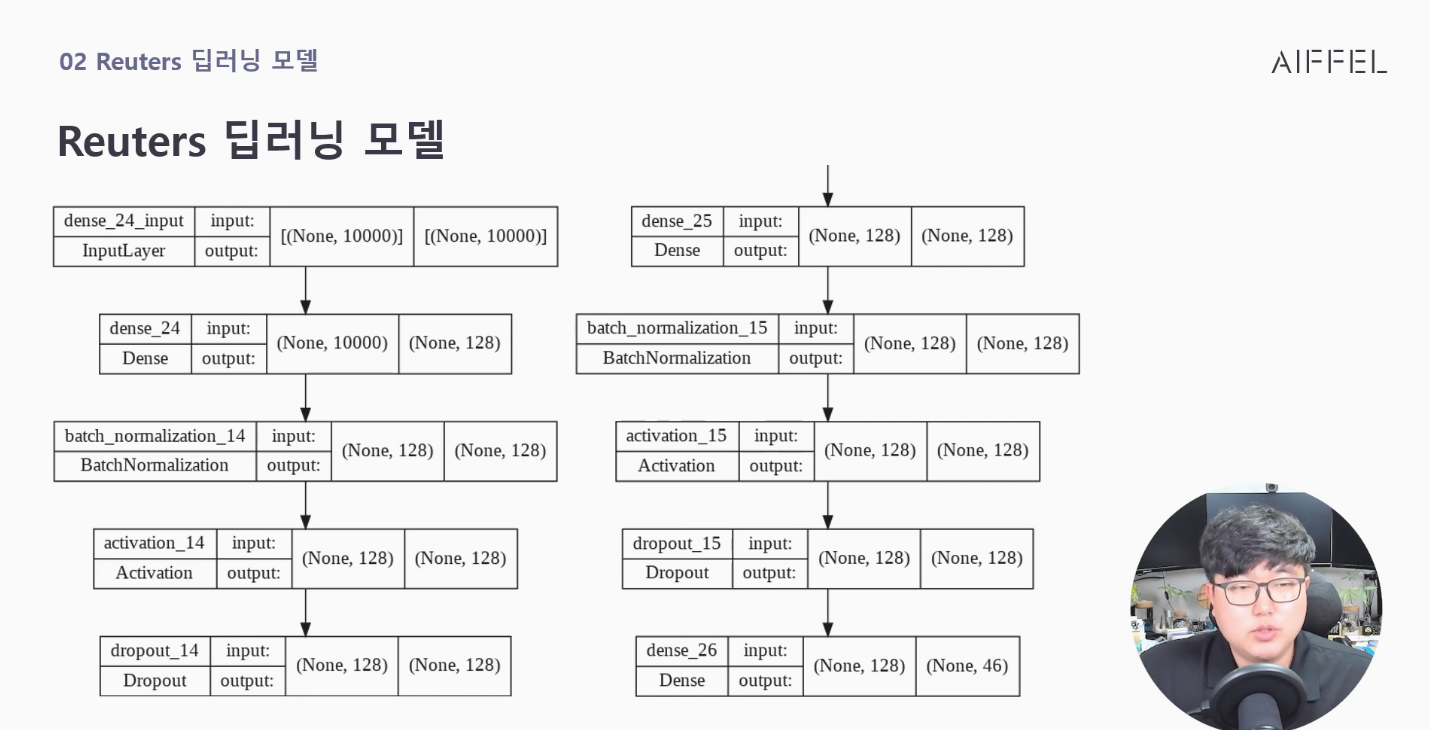 02 Reuters 딥러닝 모델
AIFFEL
Reuters 딥러닝 모델
dense_24_input input: [(None, 10000)] [(None, 10000)]
InputLayer output:
dense_24 input: (None, 10000) (None, 128)
Dense output:
batch_normalization_14 input: (None, 128) (None, 128)
BatchNormalization output:
activation_14 input: (None, 128) (None, 128)
Activation output:
dropout_14 input: (None, 128) (None, 128)
Dropout output:
dense_25 input: (None, 128) (None, 128)
Dense output:
batch_normalization_15 input: (None, 128) (None, 128)
BatchNormalization output:
activation_15 input: (None, 128) (None, 128)
Activation output:
dropout_15 input: (None, 128) (None, 128)
Dropout output:
dense_26 input: (None, 128) (None, 46)
Dense output: